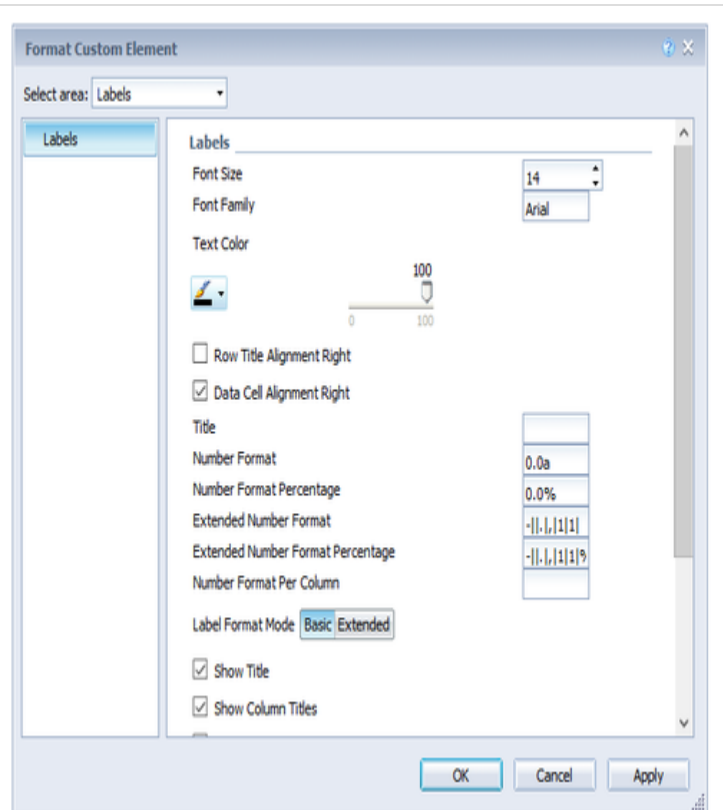 Format Custom Element
Select area: Labels
Labels
Labels
Font Size 14
Font Family Arial
Text Color
100
0 100
Row Title Alignment Right
Data Cell Alignment Right
Title
Number Format 0.0a
Number Format Percentage 0.0%
Extended Number Format -||.|,|1|1|
Extended Number Format Percentage -||.|,|1|1|%
Number Format Per Column
Label Format Mode Basic Extended
Show Title
Show Column Titles
OK Cancel Apply